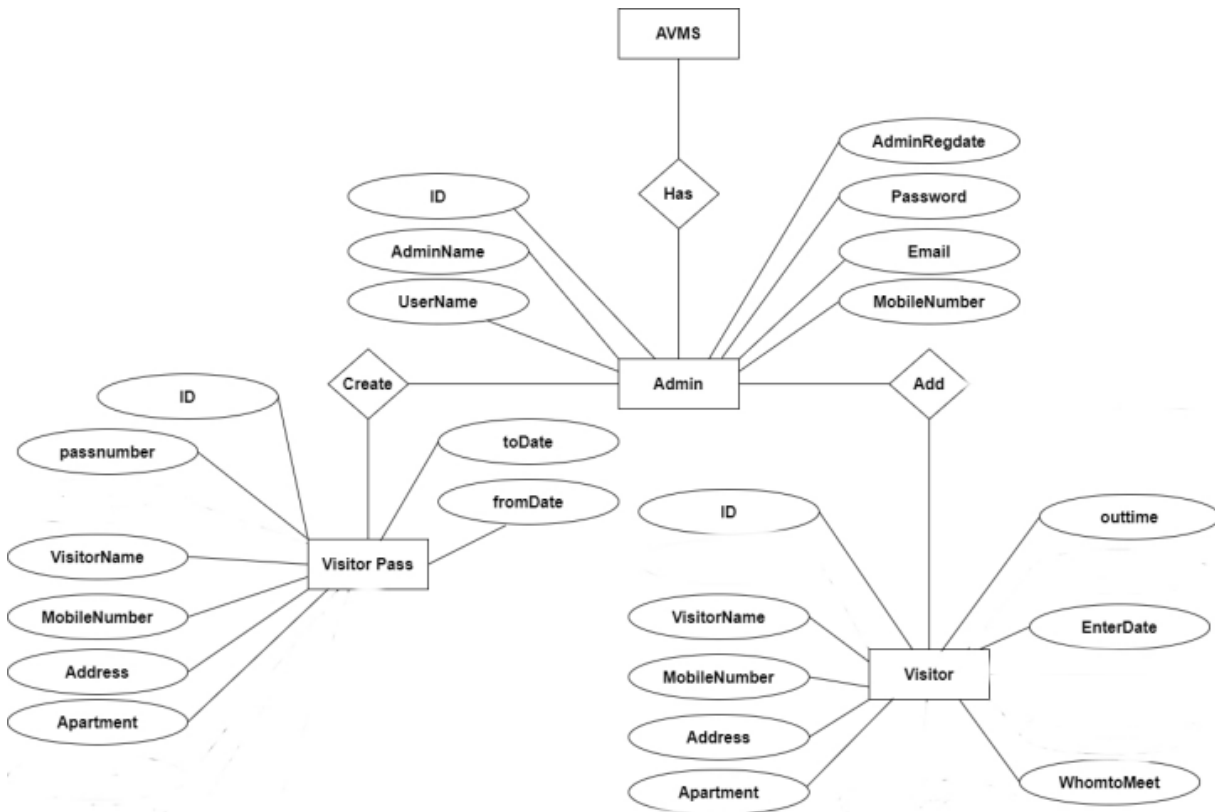 AVMS
Has
ID
AdminName
UserName
AdminRegdate
Password
Email
MobileNumber
Create
Admin
Add
ID
passnumber
VisitorName
MobileNumber
Address
Apartment
toDate
fromDate
Visitor Pass
ID
VisitorName
MobileNumber
Address
Apartment
outtime
EnterDate
Visitor
WhomtoMeet